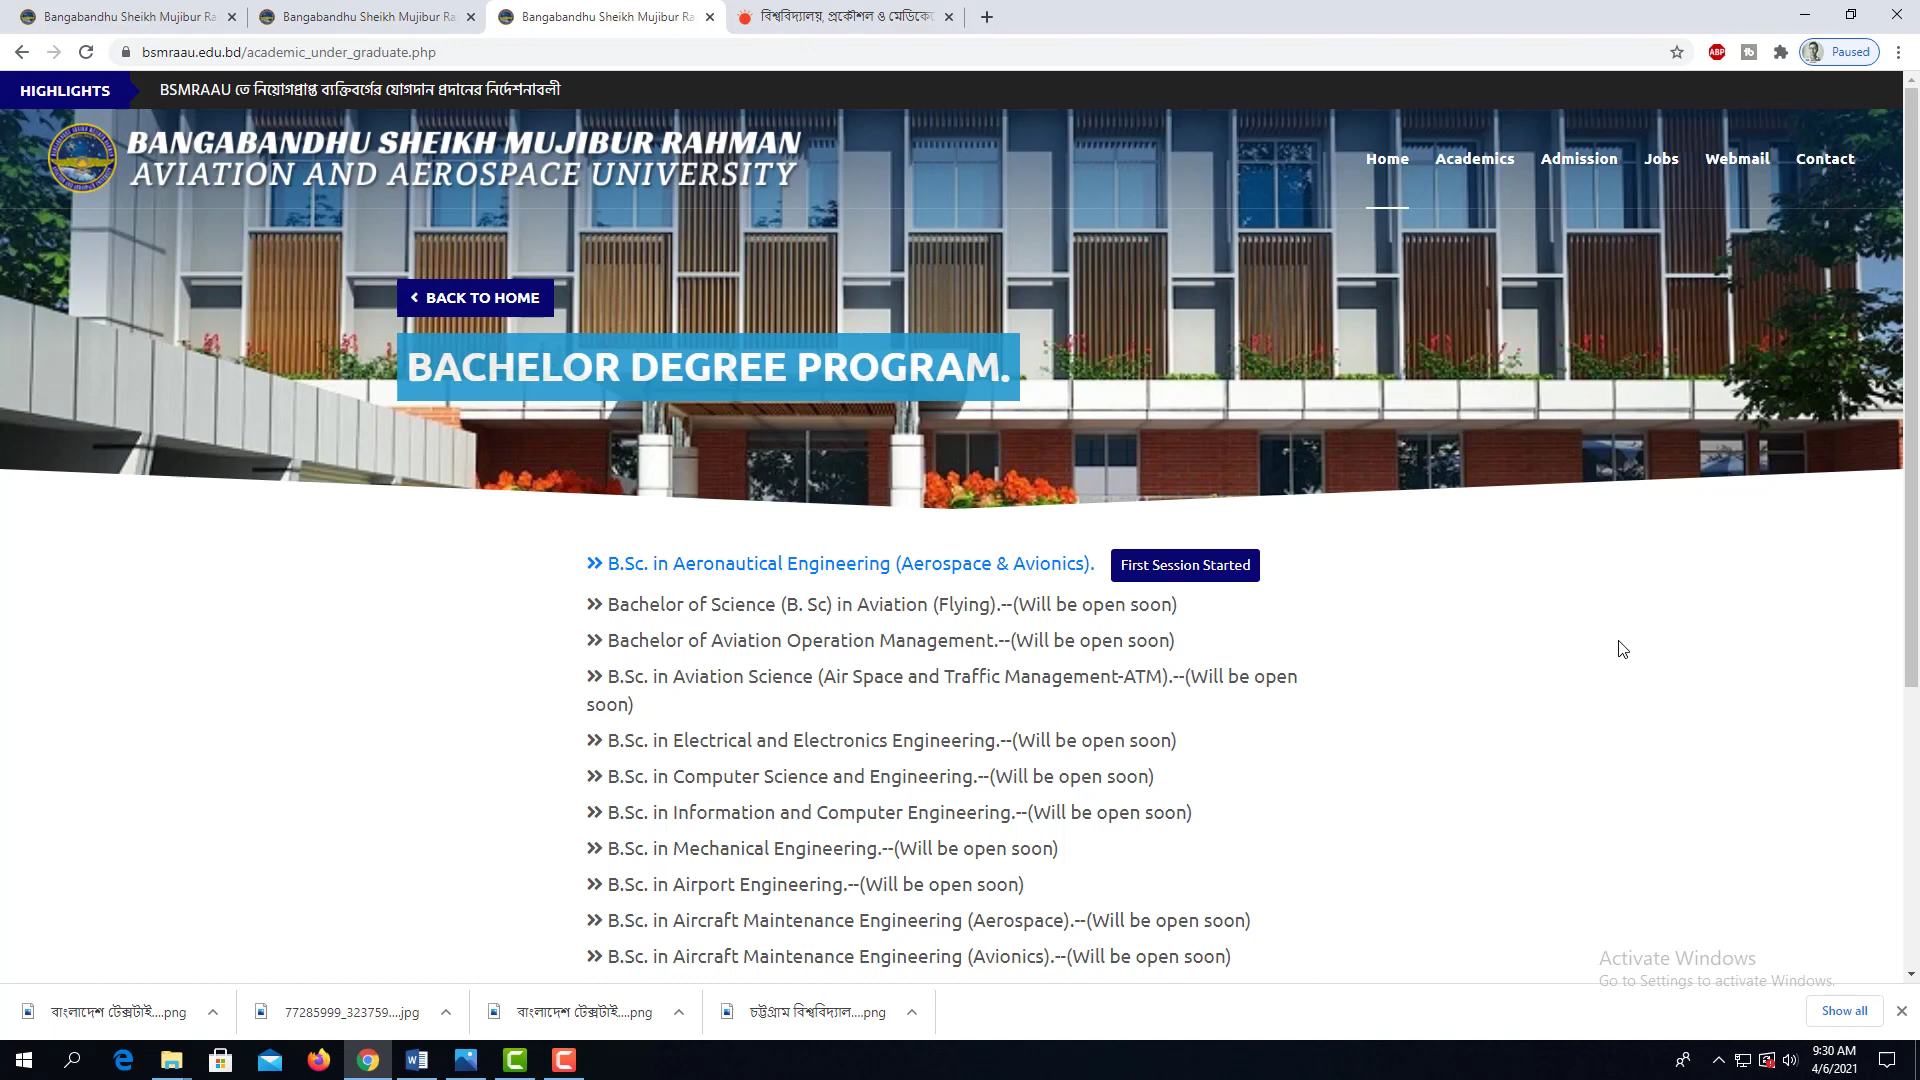 Bangabandhu Sheikh Mujibur Ra
Bangabandhu Sheikh Mujibur Ra
Bangabandhu Sheikh Mujibur Ra
বিশ্ববিদ্যালয়, প্রকৌশল ও মেডিকে
bsmraau.edu.bd/academic_under_graduate.php
ABP
Paused
HIGHLIGHTS
BSMRAAU তে নিয়োগপ্রাপ্ত ব্যক্তিবর্গের যোগদান প্রদানের নির্দেশনাবলী
BANGABANDHU SHEIKH MUJIBUR RAHMAN
AVIATION AND AEROSPACE UNIVERSITY
Home Academics Admission Jobs Webmail Contact
BACK TO HOME
BACHELOR DEGREE PROGRAM.
B.Sc. in Aeronautical Engineering (Aerospace & Avionics). First Session Started
Bachelor of Science (B. Sc) in Aviation (Flying).--(Will be open soon)
Bachelor of Aviation Operation Management.--(Will be open soon)
B.Sc. in Aviation Science (Air Space and Traffic Management-ATM).--(Will be open
soon)
B.Sc. in Electrical and Electronics Engineering.--(Will be open soon)
B.Sc. in Computer Science and Engineering.--(Will be open soon)
B.Sc. in Information and Computer Engineering.--(Will be open soon)
B.Sc. in Mechanical Engineering.--(Will be open soon)
B.Sc. in Airport Engineering.--(Will be open soon)
B.Sc. in Aircraft Maintenance Engineering (Aerospace).--(Will be open soon)
B.Sc. in Aircraft Maintenance Engineering (Avionics).--(Will be open soon)
Activate Windows
Go to Settings to activate Windows.
বাংলাদেশ টেক্সটাই....png
77285999_323759....jpg
বাংলাদেশ টেক্সটাই....png
চট্টগ্রাম বিশ্ববিদ্যাল....png
Show all
9:30 AM
4/6/2021